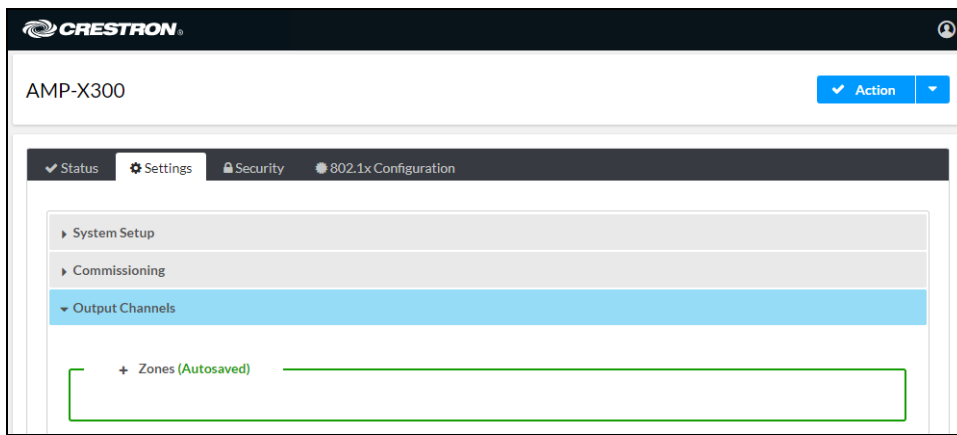 CRESTRON®
AMP-X300
Action
Status Settings Security 802.1x Configuration
System Setup
Commissioning
Output Channels
+ Zones (Autosaved)